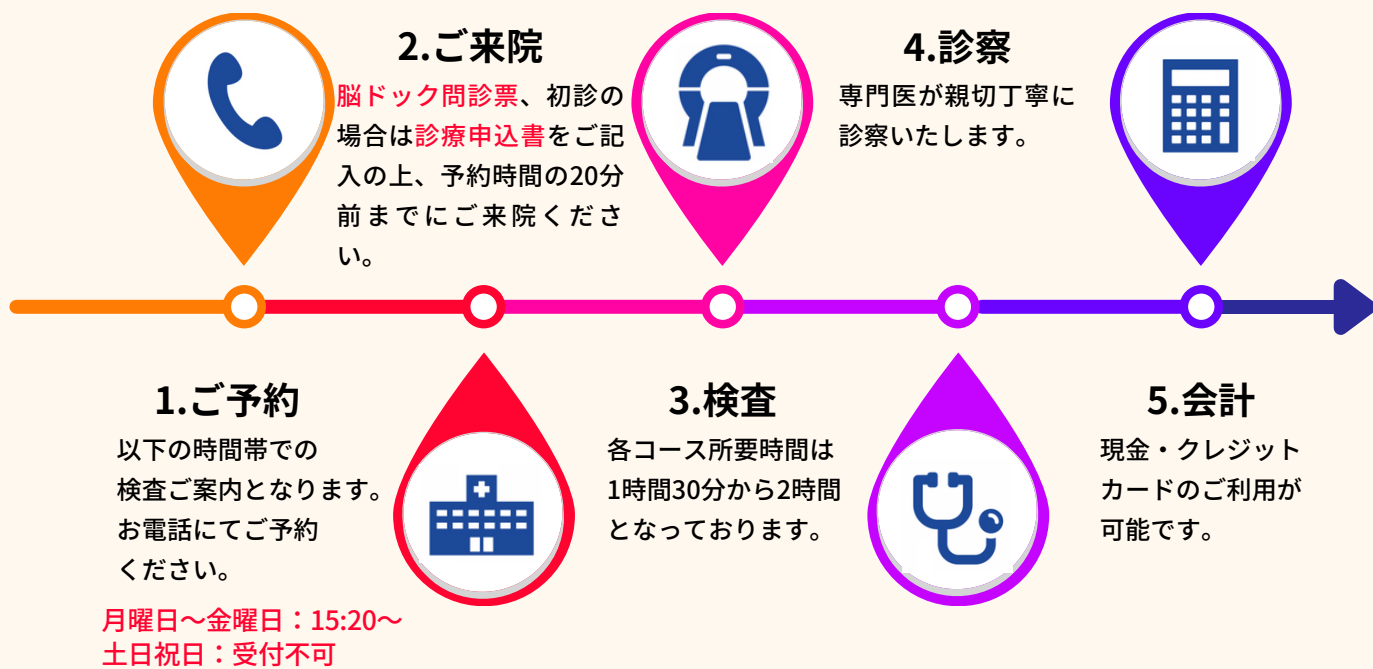 1.ご予約
以下の時間帯での
検査ご案内となります。
お電話にてご予約
ください。
月曜日～金曜日：15:20～
土日祝日：受付不可
2.ご来院
脳ドック問診票、初診の
場合は診療申込書をご記
入の上、予約時間の20分
前までにご来院くださ
い。
3.検査
各コース所要時間は
1時間30分から2時間
となっております。
4.診察
専門医が親切丁寧に
診察いたします。
5.会計
現金・クレジット
カードのご利用が
可能です。